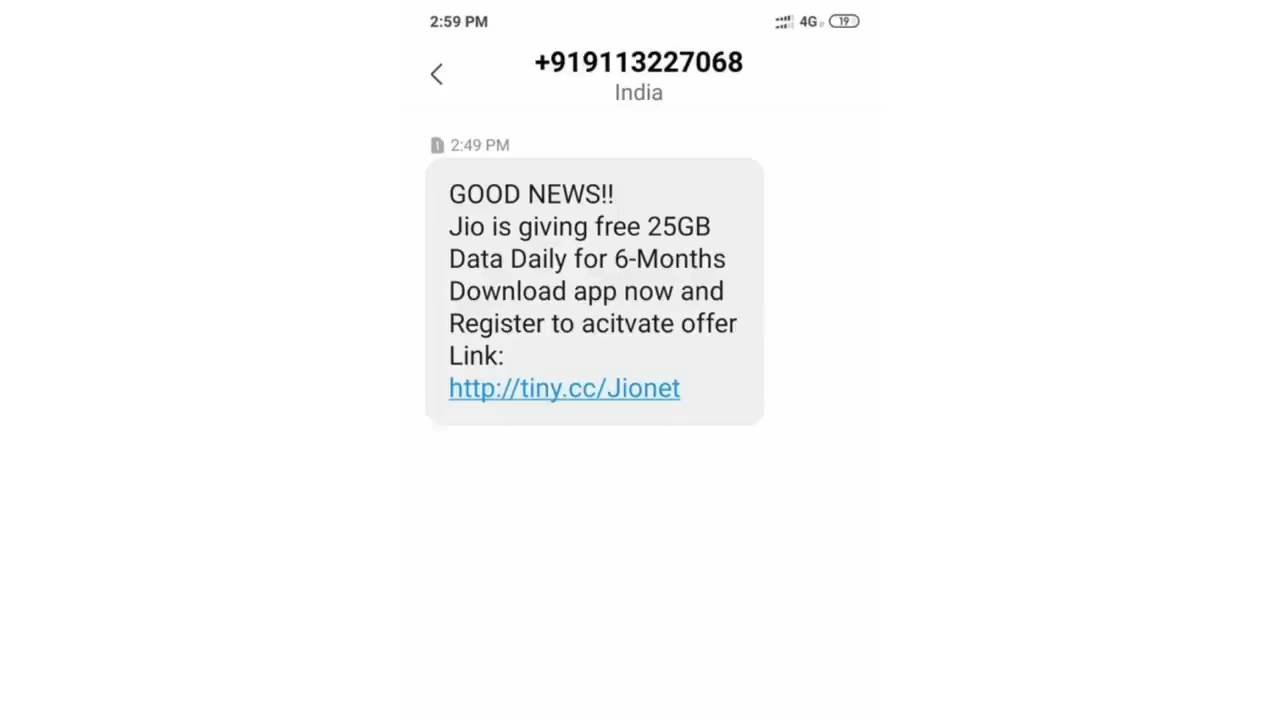 2:59 PM
4G
19
+919113227068
India
1 2:49 PM
GOOD NEWS!!
Jio is giving free 25GB
Data Daily for 6-Months
Download app now and
Register to acitvate offer
Link:
http://tiny.cc/Jionet